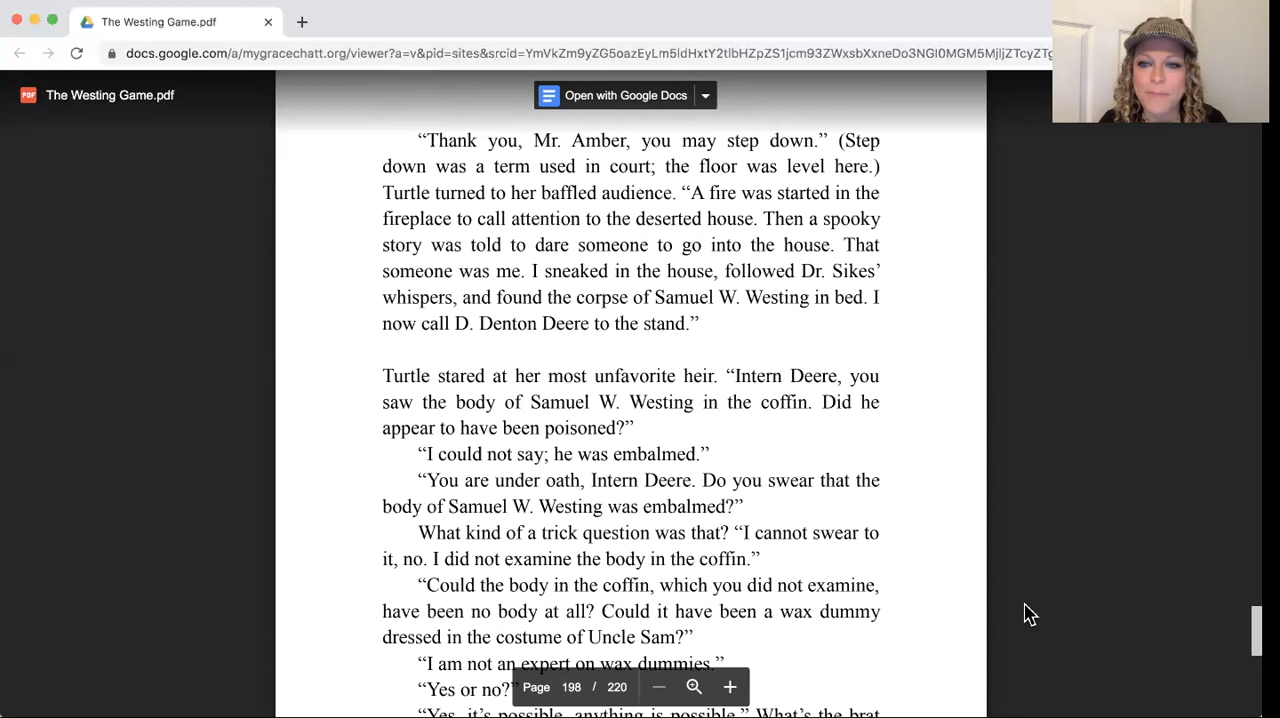 The Westing Game.pdf
docs.google.com/a/mygracechatt.org/viewer?a=v&pid=sites&srcid=
PDF The Westing Game.pdf
Open with Google Docs
“Thank you, Mr. Amber, you may step down.” (Step
down was a term used in court; the floor was level here.)
Turtle turned to her baffled audience. “A fire was started in the
fireplace to call attention to the deserted house. Then a spooky
story was told to dare someone to go into the house. That
someone was me. I sneaked in the house, followed Dr. Sikes’
whispers, and found the corpse of Samuel W. Westing in bed. I
now call D. Denton Deere to the stand.”
Turtle stared at her most unfavorite heir. “Intern Deere, you
saw the body of Samuel W. Westing in the coffin. Did he
appear to have been poisoned?”
“I could not say; he was embalmed.”
“You are under oath, Intern Deere. Do you swear that the
body of Samuel W. Westing was embalmed?”
What kind of a trick question was that? “I cannot swear to
it, no. I did not examine the body in the coffin.”
“Could the body in the coffin, which you did not examine,
have been no body at all? Could it have been a wax dummy
dressed in the costume of Uncle Sam?”
“I am not an expert on wax dummies.”
“Yes or no?”
“Yes, it’s possible, anything is possible.” What’s the brat
Page 198 / 220